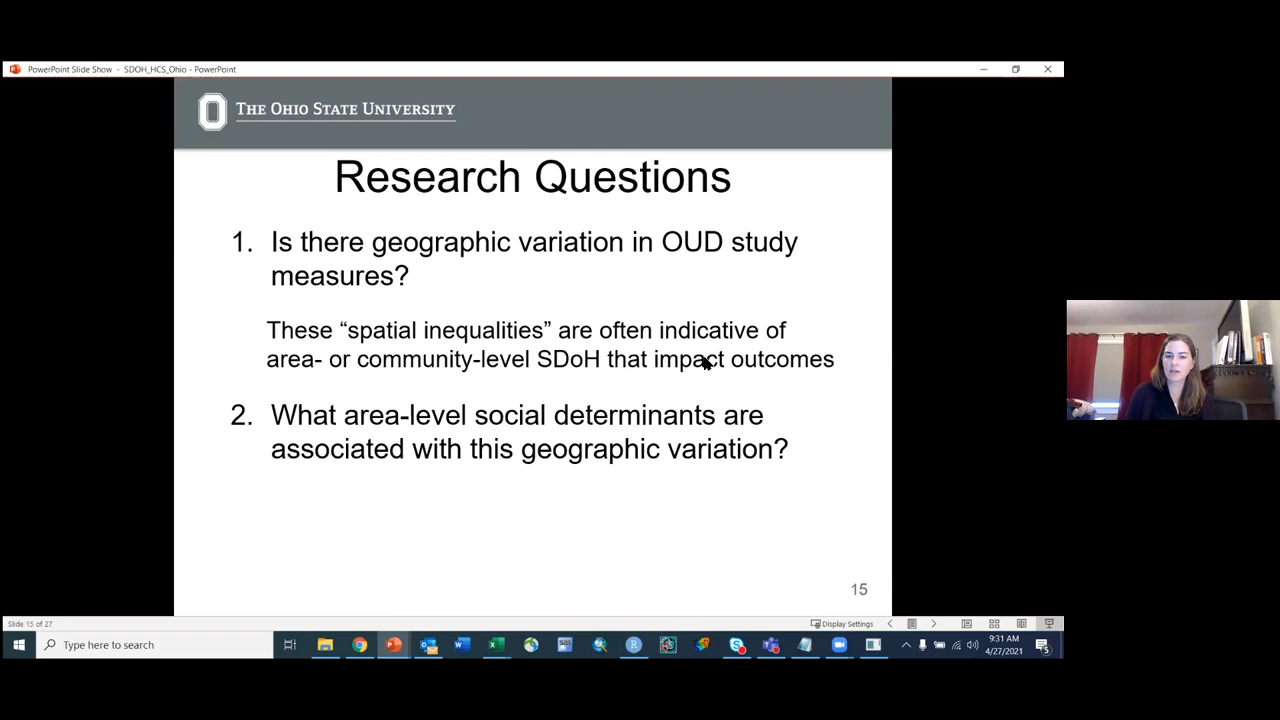 PowerPoint Slide Show - SDOH_HCS_Ohio - PowerPoint
THE OHIO STATE UNIVERSITY
Research Questions
1. Is there geographic variation in OUD study
measures?
These “spatial inequalities” are often indicative of
area- or community-level SDoH that impact outcomes
2. What area-level social determinants are
associated with this geographic variation?
15
Slide 15 of 27
Display Settings
Type here to search
9:31 AM
4/27/2021